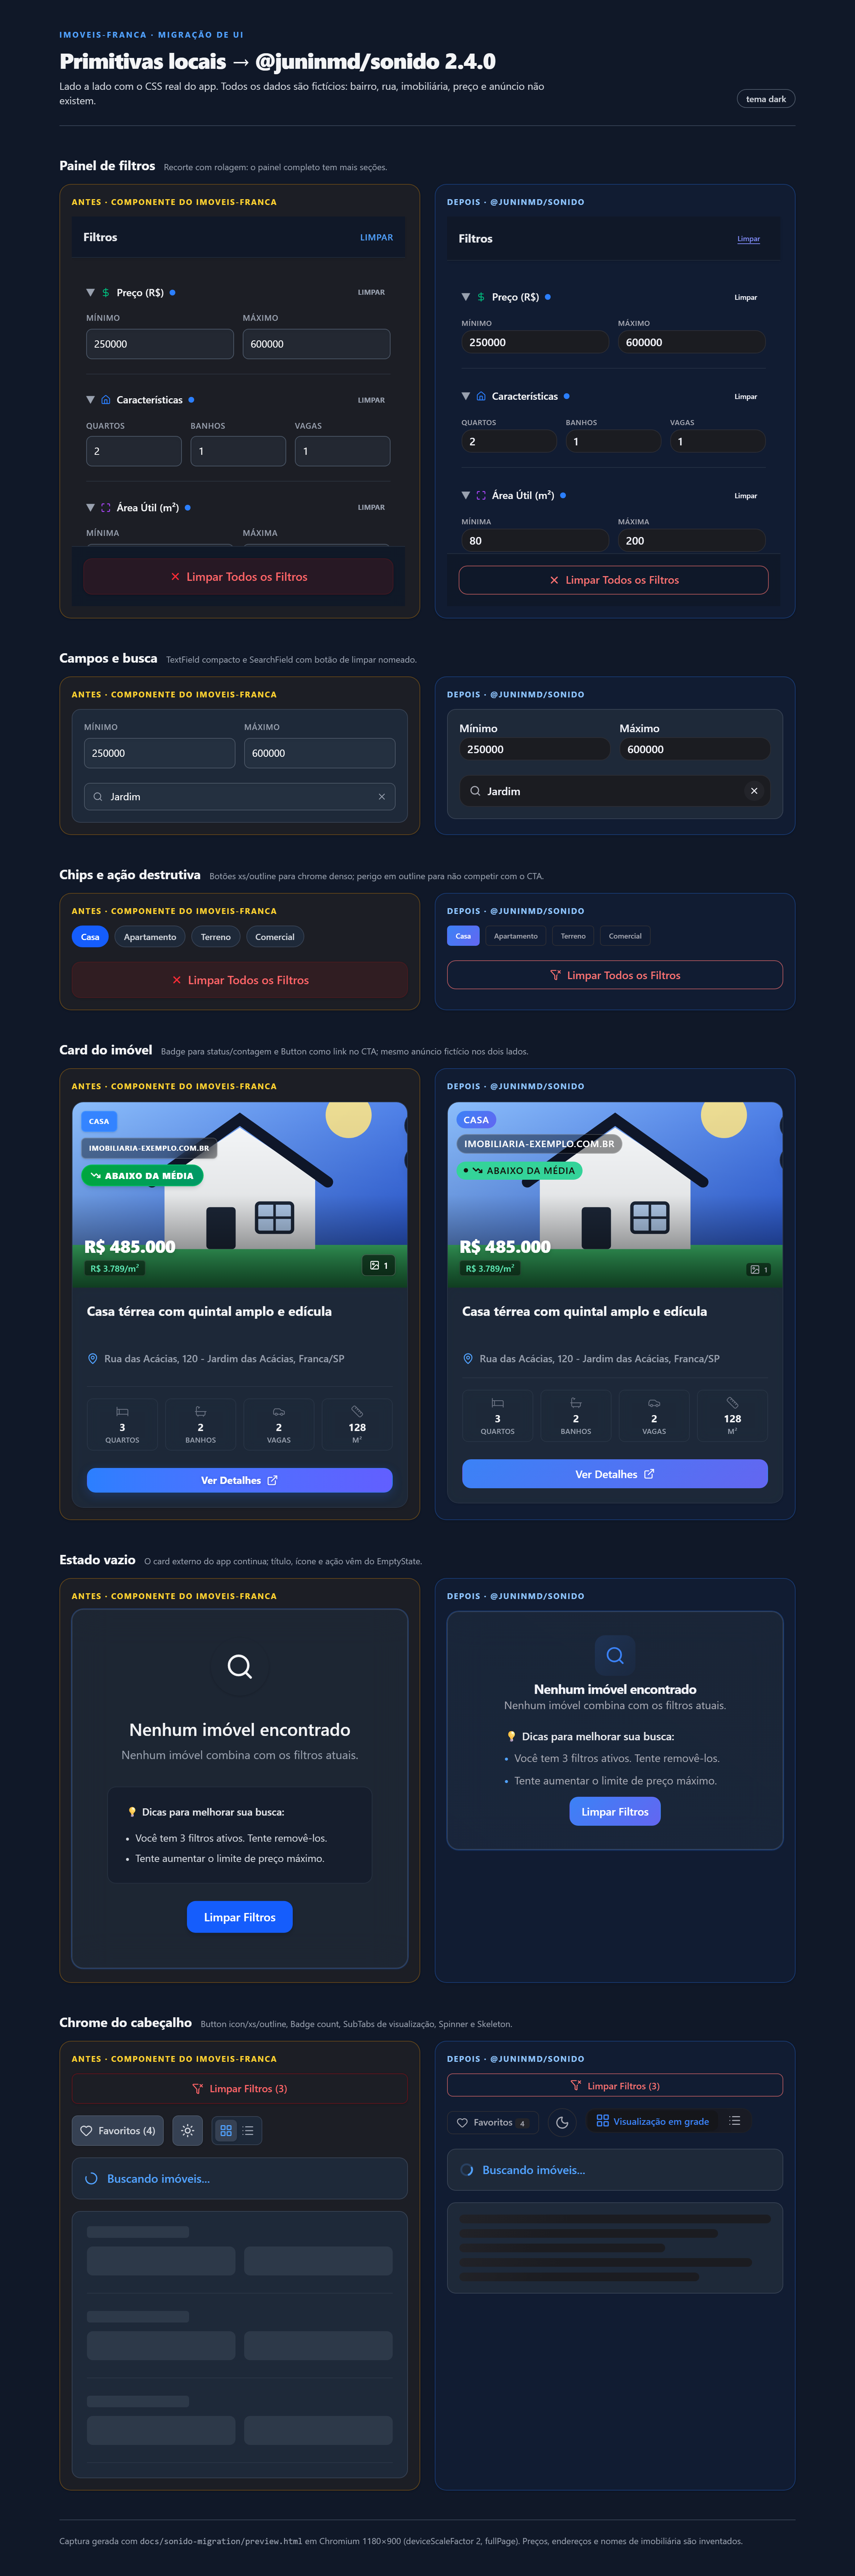 IMOVEIS-FRANCA · MIGRAÇÃO DE UI
Primitivas locais → @juninmd/sonido 2.4.0
Lado a lado com o CSS real do app. Todos os dados são fictícios: bairro, rua, imobiliária, preço e anúncio não
existem.
tema dark
Painel de filtros Recorte com rolagem: o painel completo tem mais seções.
ANTES · COMPONENTE DO IMOVEIS-FRANCA
Filtros LIMPAR
Preço (R$) LIMPAR
MÍNIMO MÁXIMO
250000 600000
Características LIMPAR
QUARTOS BANHOS VAGAS
2 1 1
Área Útil (m²) LIMPAR
MÍNIMA MÁXIMA
Limpar Todos os Filtros
DEPOIS · @JUNINMD/SONIDO
Filtros Limpar
Preço (R$) Limpar
MÍNIMO MÁXIMO
250000 600000
Características Limpar
QUARTOS BANHOS VAGAS
2 1 1
Área Útil (m²) Limpar
MÍNIMA MÁXIMA
80 200
Limpar Todos os Filtros
Campos e busca TextField compacto e SearchField com botão de limpar nomeado.
ANTES · COMPONENTE DO IMOVEIS-FRANCA
MÍNIMO MÁXIMO
250000 600000
Jardim
DEPOIS · @JUNINMD/SONIDO
Mínimo Máximo
250000 600000
Jardim
Chips e ação destrutiva Botões xs/outline para chrome denso; perigo em outline para não competir com o CTA.
ANTES · COMPONENTE DO IMOVEIS-FRANCA
Casa Apartamento Terreno Comercial
Limpar Todos os Filtros
DEPOIS · @JUNINMD/SONIDO
Casa Apartamento Terreno Comercial
Limpar Todos os Filtros
Card do imóvel Badge para status/contagem e Button como link no CTA; mesmo anúncio fictício nos dois lados.
ANTES · COMPONENTE DO IMOVEIS-FRANCA
CASA
IMOBILIARIA-EXEMPLO.COM.BR
ABAIXO DA MÉDIA
R$ 485.000
R$ 3.789/m² 1
Casa térrea com quintal amplo e edícula
Rua das Acácias, 120 - Jardim das Acácias, Franca/SP
3 2 2 128
QUARTOS BANHOS VAGAS M²
Ver Detalhes
DEPOIS · @JUNINMD/SONIDO
CASA
IMOBILIARIA-EXEMPLO.COM.BR
ABAIXO DA MÉDIA
R$ 485.000
R$ 3.789/m² 1
Casa térrea com quintal amplo e edícula
Rua das Acácias, 120 - Jardim das Acácias, Franca/SP
3 2 2 128
QUARTOS BANHOS VAGAS M²
Ver Detalhes
Estado vazio O card externo do app continua; título, ícone e ação vêm do EmptyState.
ANTES · COMPONENTE DO IMOVEIS-FRANCA
Nenhum imóvel encontrado
Nenhum imóvel combina com os filtros atuais.
Dicas para melhorar sua busca:
• Você tem 3 filtros ativos. Tente removê-los.
• Tente aumentar o limite de preço máximo.
Limpar Filtros
DEPOIS · @JUNINMD/SONIDO
Nenhum imóvel encontrado
Nenhum imóvel combina com os filtros atuais.
Dicas para melhorar sua busca:
• Você tem 3 filtros ativos. Tente removê-los.
• Tente aumentar o limite de preço máximo.
Limpar Filtros
Chrome do cabeçalho Button icon/xs/outline, Badge count, SubTabs de visualização, Spinner e Skeleton.
ANTES · COMPONENTE DO IMOVEIS-FRANCA
Limpar Filtros (3)
Favoritos (4)
Buscando imóveis...
DEPOIS · @JUNINMD/SONIDO
Limpar Filtros (3)
Favoritos 4 Visualização em grade
Buscando imóveis...
Captura gerada com docs/sonido-migration/preview.html em Chromium 1180×900 (deviceScaleFactor 2, fullPage). Preços, endereços e nomes de imobiliária são inventados.